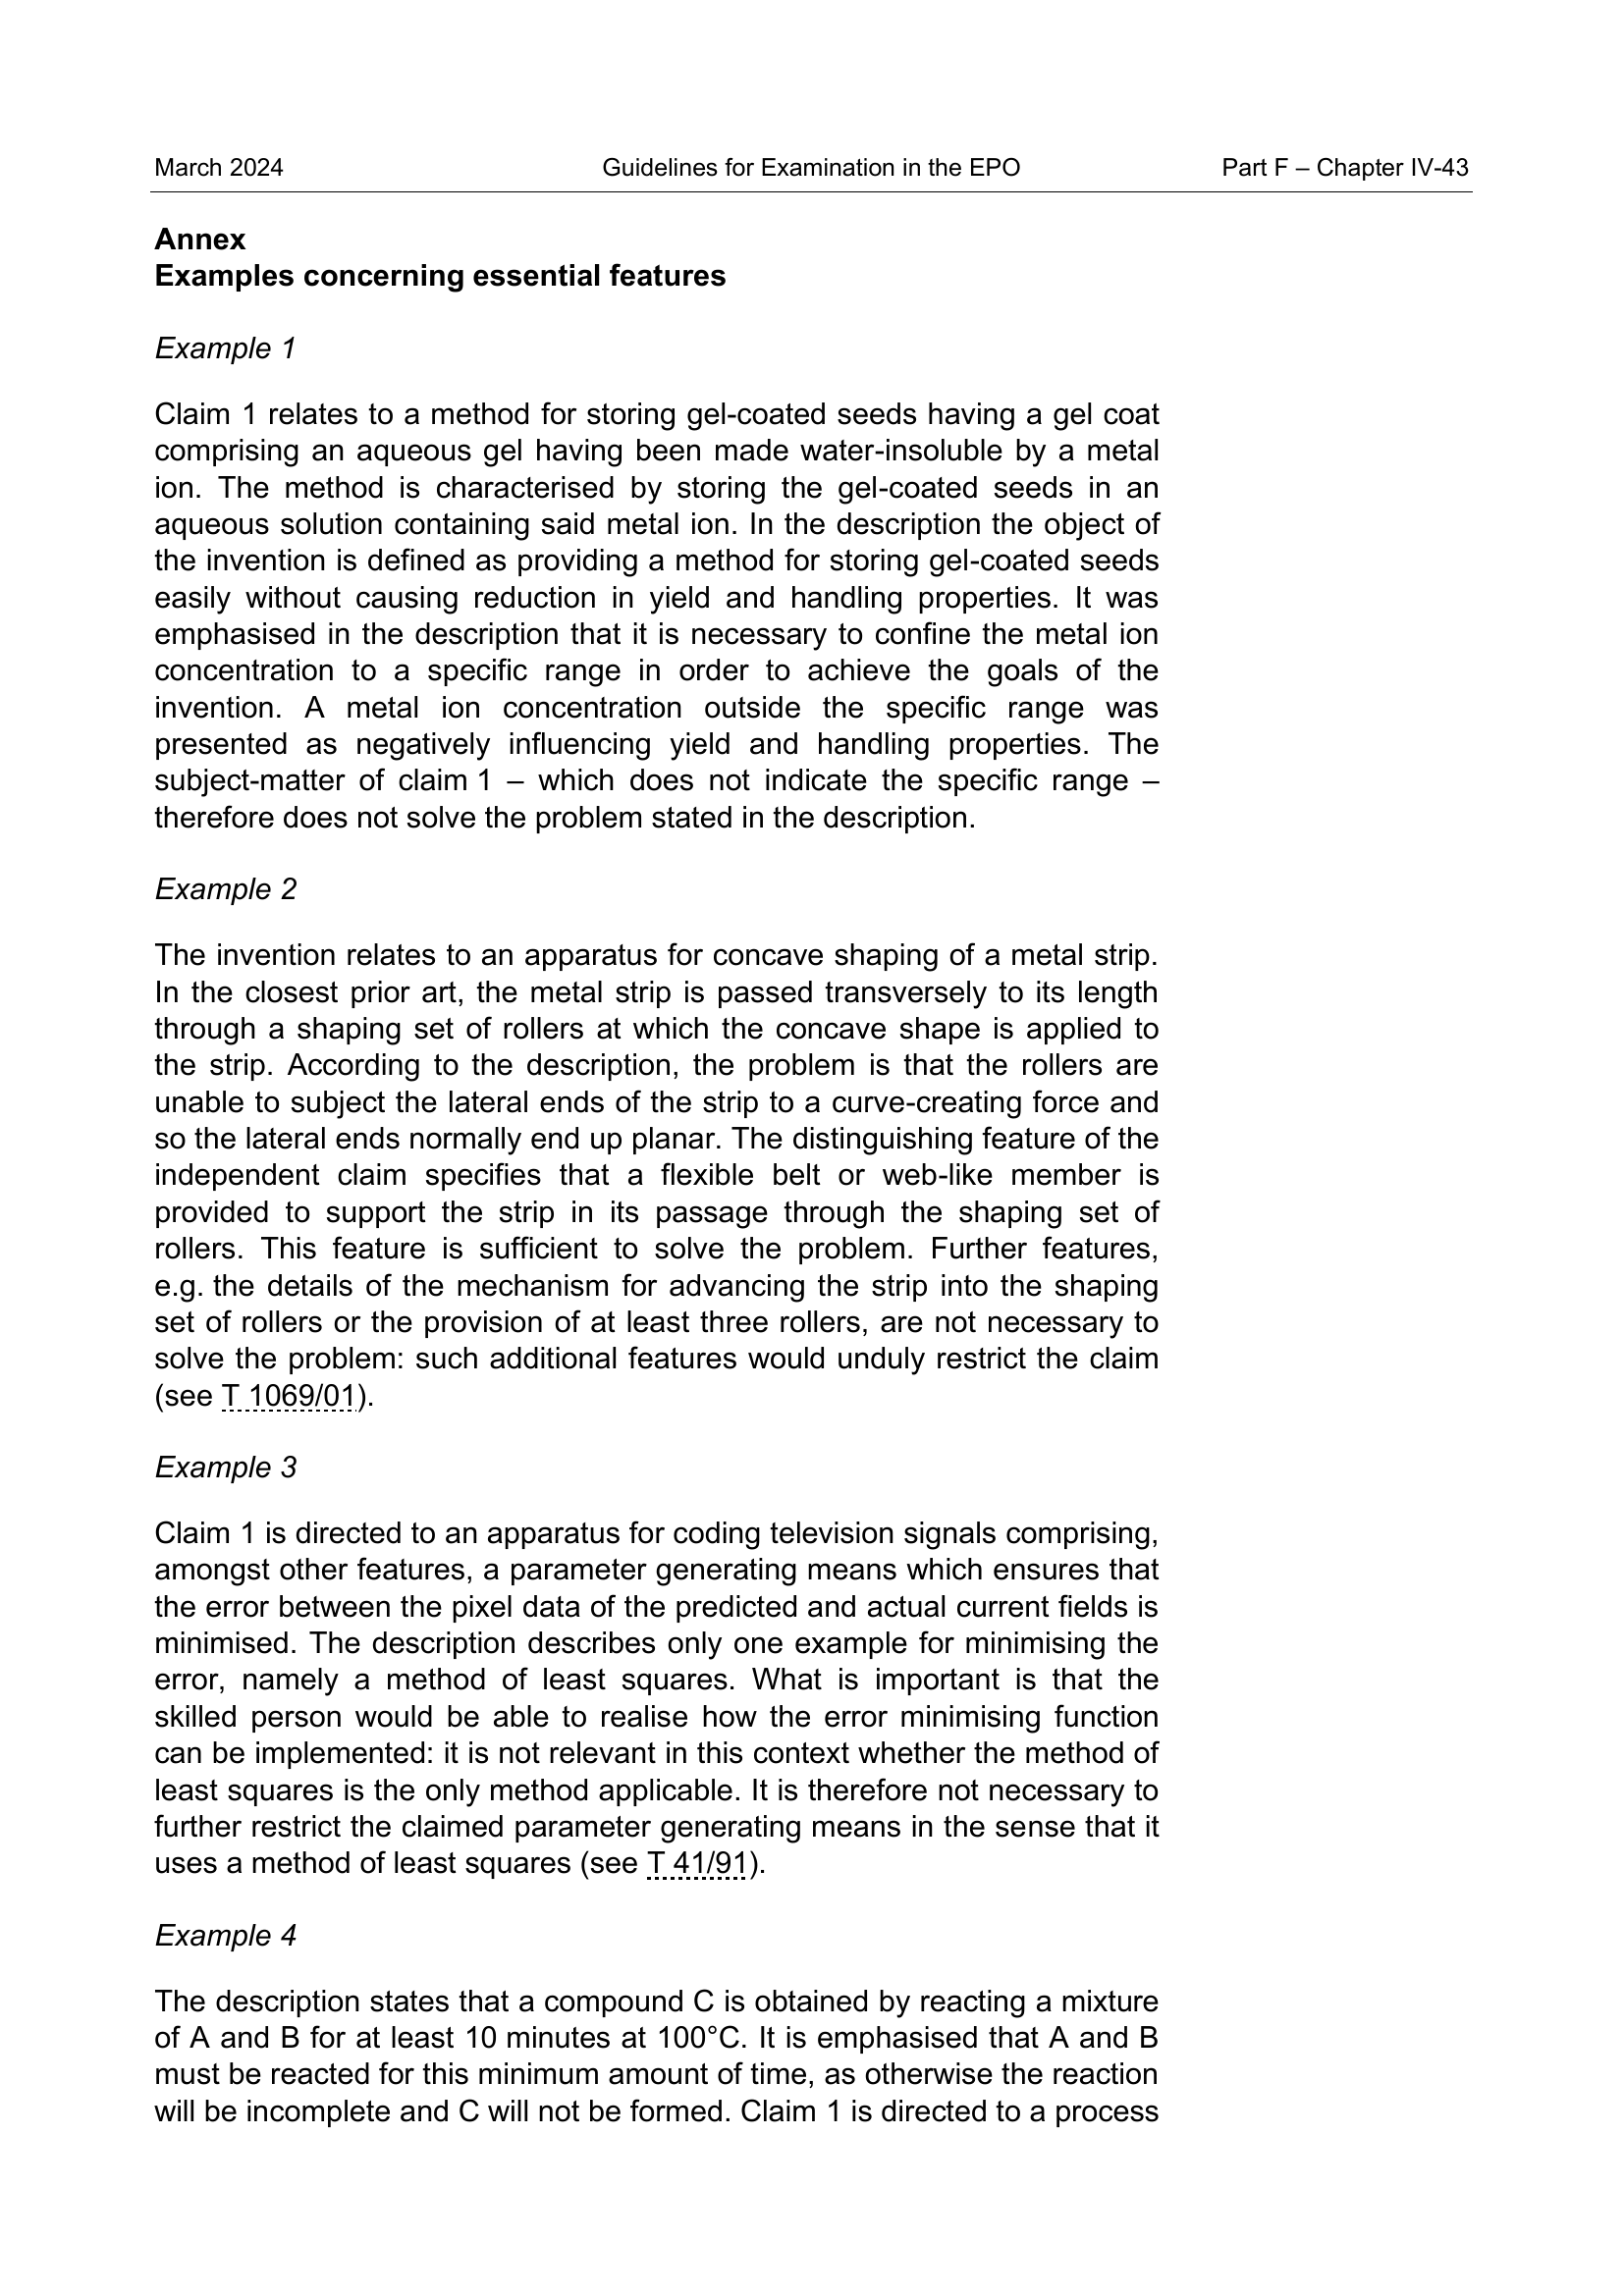 March 2024 Guidelines for Examination in the EPO Part F – Chapter IV-43
Annex
Examples concerning essential features
Example 1
Claim 1 relates to a method for storing gel-coated seeds having a gel coat
comprising an aqueous gel having been made water-insoluble by a metal
ion. The method is characterised by storing the gel-coated seeds in an
aqueous solution containing said metal ion. In the description the object of
the invention is defined as providing a method for storing gel-coated seeds
easily without causing reduction in yield and handling properties. It was
emphasised in the description that it is necessary to confine the metal ion
concentration to a specific range in order to achieve the goals of the
invention. A metal ion concentration outside the specific range was
presented as negatively influencing yield and handling properties. The
subject-matter of claim 1 – which does not indicate the specific range –
therefore does not solve the problem stated in the description.
Example 2
The invention relates to an apparatus for concave shaping of a metal strip.
In the closest prior art, the metal strip is passed transversely to its length
through a shaping set of rollers at which the concave shape is applied to
the strip. According to the description, the problem is that the rollers are
unable to subject the lateral ends of the strip to a curve-creating force and
so the lateral ends normally end up planar. The distinguishing feature of the
independent claim specifies that a flexible belt or web-like member is
provided to support the strip in its passage through the shaping set of
rollers. This feature is sufficient to solve the problem. Further features,
e.g. the details of the mechanism for advancing the strip into the shaping
set of rollers or the provision of at least three rollers, are not necessary to
solve the problem: such additional features would unduly restrict the claim
(see T 1069/01).
Example 3
Claim 1 is directed to an apparatus for coding television signals comprising,
amongst other features, a parameter generating means which ensures that
the error between the pixel data of the predicted and actual current fields is
minimised. The description describes only one example for minimising the
error, namely a method of least squares. What is important is that the
skilled person would be able to realise how the error minimising function
can be implemented: it is not relevant in this context whether the method of
least squares is the only method applicable. It is therefore not necessary to
further restrict the claimed parameter generating means in the sense that it
uses a method of least squares (see T 41/91).
Example 4
The description states that a compound C is obtained by reacting a mixture
of A and B for at least 10 minutes at 100°C. It is emphasised that A and B
must be reacted for this minimum amount of time, as otherwise the reaction
will be incomplete and C will not be formed. Claim 1 is directed to a process